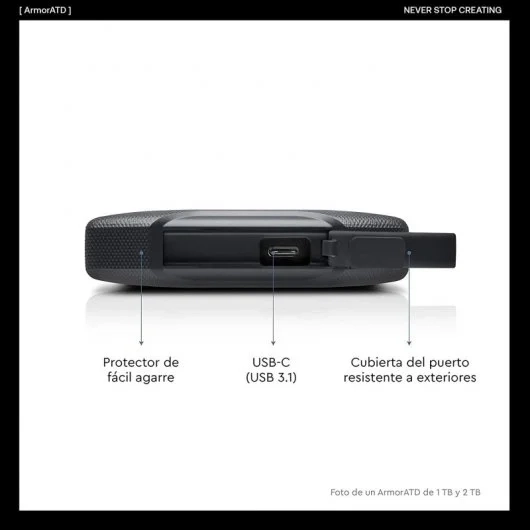 [ ArmorATD ]
NEVER STOP CREATING
Protector de
fácil agarre
USB-C
(USB 3.1)
Cubierta del puerto
resistente a exteriores
Foto de un ArmorATD de 1 TB y 2 TB